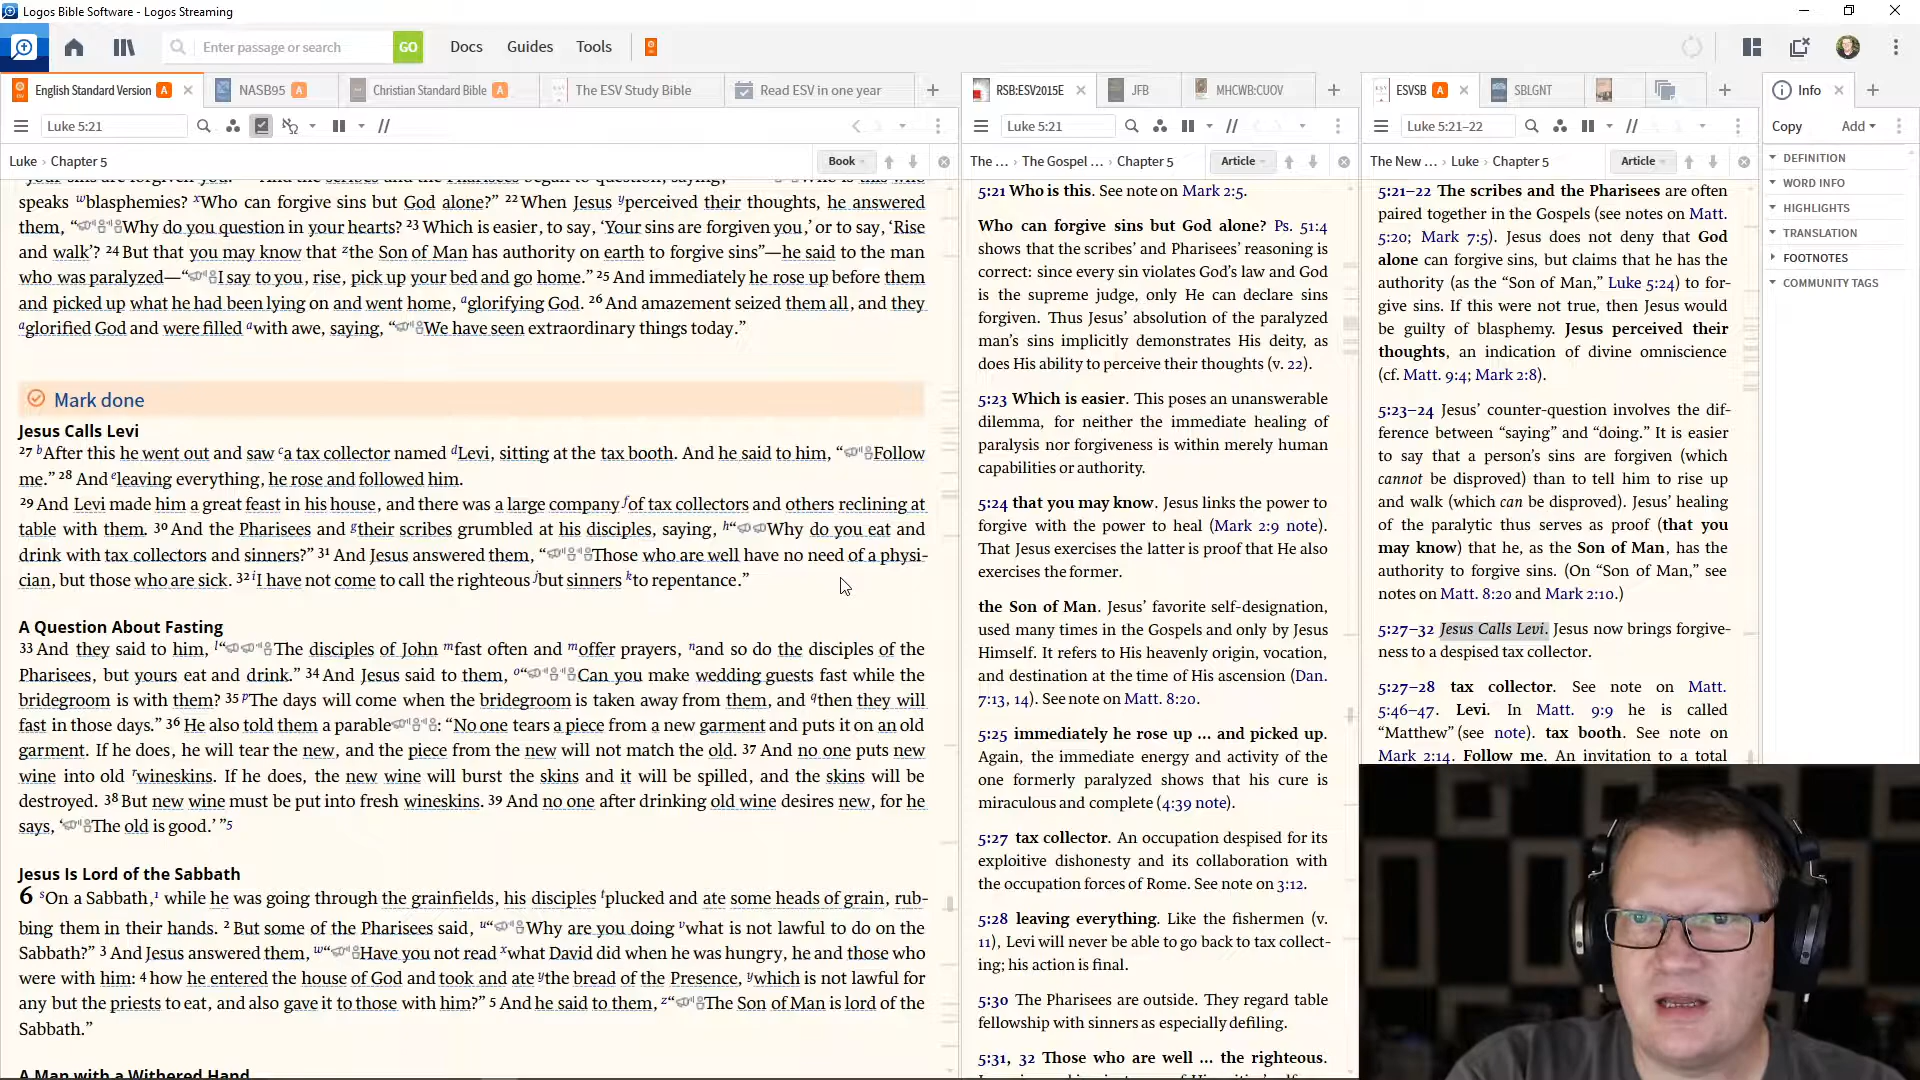 Logos Bible Software - Logos Streaming
Enter passage or search
GO
Docs
Guides
Tools
English Standard Version A
NASB95 A
Christian Standard Bible A
The ESV Study Bible
Read ESV in one year
Luke 5:21
Luke › Chapter 5
Book
speaks wblasphemies? xWho can forgive sins but God alone?” 22 When Jesus yperceived their thoughts, he answered
them, “Why do you question in your hearts? 23 Which is easier, to say, ‘Your sins are forgiven you,’ or to say, ‘Rise
and walk’? 24 But that you may know that zthe Son of Man has authority on earth to forgive sins”—he said to the man
who was paralyzed—“I say to you, rise, pick up your bed and go home.” 25 And immediately he rose up before them
and picked up what he had been lying on and went home, aglorifying God. 26 And amazement seized them all, and they
aglorified God and were filled awith awe, saying, “We have seen extraordinary things today.”
Mark done
Jesus Calls Levi
27 bAfter this he went out and saw ca tax collector named dLevi, sitting at the tax booth. And he said to him, “Follow
me.” 28 And eleaving everything, he rose and followed him.
29 And Levi made him a great feast in his house, and there was a large company fof tax collectors and others reclining at
table with them. 30 And the Pharisees and gtheir scribes grumbled at his disciples, saying, h“Why do you eat and
drink with tax collectors and sinners?” 31 And Jesus answered them, “Those who are well have no need of a physi-
cian, but those who are sick. 32 iI have not come to call the righteous jbut sinners kto repentance.”
A Question About Fasting
33 And they said to him, l“The disciples of John mfast often and moffer prayers, nand so do the disciples of the
Pharisees, but yours eat and drink.” 34 And Jesus said to them, o“Can you make wedding guests fast while the
bridegroom is with them? 35 pThe days will come when the bridegroom is taken away from them, and qthen they will
fast in those days.” 36 He also told them a parable: “No one tears a piece from a new garment and puts it on an old
garment. If he does, he will tear the new, and the piece from the new will not match the old. 37 And no one puts new
wine into old rwineskins. If he does, the new wine will burst the skins and it will be spilled, and the skins will be
destroyed. 38 But new wine must be put into fresh wineskins. 39 And no one after drinking old wine desires new, for he
says, ‘The old is good.’ ”5
Jesus Is Lord of the Sabbath
6 sOn a Sabbath,1 while he was going through the grainfields, his disciples tplucked and ate some heads of grain, rub-
bing them in their hands. 2 But some of the Pharisees said, u“Why are you doing vwhat is not lawful to do on the
Sabbath?” 3 And Jesus answered them, w“Have you not read xwhat David did when he was hungry, he and those who
were with him: 4 how he entered the house of God and took and ate ythe bread of the Presence, ywhich is not lawful for
any but the priests to eat, and also gave it to those with him?” 5 And he said to them, z“The Son of Man is lord of the
Sabbath.”
A Man with a Withered Hand
RSB:ESV2015E
JFB
MHCWB:CUOV
Luke 5:21
The ... › The Gospel ... › Chapter 5
Article
5:21 Who is this. See note on Mark 2:5.
Who can forgive sins but God alone? Ps. 51:4
shows that the scribes’ and Pharisees’ reasoning is
correct: since every sin violates God’s law and God
is the supreme judge, only He can declare sins
forgiven. Thus Jesus’ absolution of the paralyzed
man’s sins implicitly demonstrates His deity, as
does His ability to perceive their thoughts (v. 22).
5:23 Which is easier. This poses an unanswerable
dilemma, for neither the immediate healing of
paralysis nor forgiveness is within merely human
capabilities or authority.
5:24 that you may know. Jesus links the power to
forgive with the power to heal (Mark 2:9 note).
That Jesus exercises the latter is proof that He also
exercises the former.
the Son of Man. Jesus’ favorite self-designation,
used many times in the Gospels and only by Jesus
Himself. It refers to His heavenly origin, vocation,
and destination at the time of His ascension (Dan.
7:13, 14). See note on Matt. 8:20.
5:25 immediately he rose up ... and picked up.
Again, the immediate energy and activity of the
one formerly paralyzed shows that his cure is
miraculous and complete (4:39 note).
5:27 tax collector. An occupation despised for its
exploitive dishonesty and its collaboration with
the occupation forces of Rome. See note on 3:12.
5:28 leaving everything. Like the fishermen (v.
11), Levi will never be able to go back to tax collect-
ing; his action is final.
5:30 The Pharisees are outside. They regard table
fellowship with sinners as especially defiling.
5:31, 32 Those who are well ... the righteous.
ESVSB A
SBLGNT
Luke 5:21–22
The New ... › Luke › Chapter 5
Article
5:21–22 The scribes and the Pharisees are often
paired together in the Gospels (see notes on Matt.
5:20; Mark 7:5). Jesus does not deny that God
alone can forgive sins, but claims that he has the
authority (as the “Son of Man,” Luke 5:24) to for-
give sins. If this were not true, then Jesus would
be guilty of blasphemy. Jesus perceived their
thoughts, an indication of divine omniscience
(cf. Matt. 9:4; Mark 2:8).
5:23–24 Jesus’ counter-question involves the dif-
ference between “saying” and “doing.” It is easier
to say that a person’s sins are forgiven (which
cannot be disproved) than to tell him to rise up
and walk (which can be disproved). Jesus’ healing
of the paralytic thus serves as proof (that you
may know) that he, as the Son of Man, has the
authority to forgive sins. (On “Son of Man,” see
notes on Matt. 8:20 and Mark 2:10.)
5:27–32 Jesus Calls Levi. Jesus now brings forgive-
ness to a despised tax collector.
5:27–28 tax collector. See note on Matt.
5:46–47. Levi. In Matt. 9:9 he is called
“Matthew” (see note). tax booth. See note on
Mark 2:14. Follow me. An invitation to a total
Info
Copy
Add
DEFINITION
WORD INFO
HIGHLIGHTS
TRANSLATION
FOOTNOTES
COMMUNITY TAGS